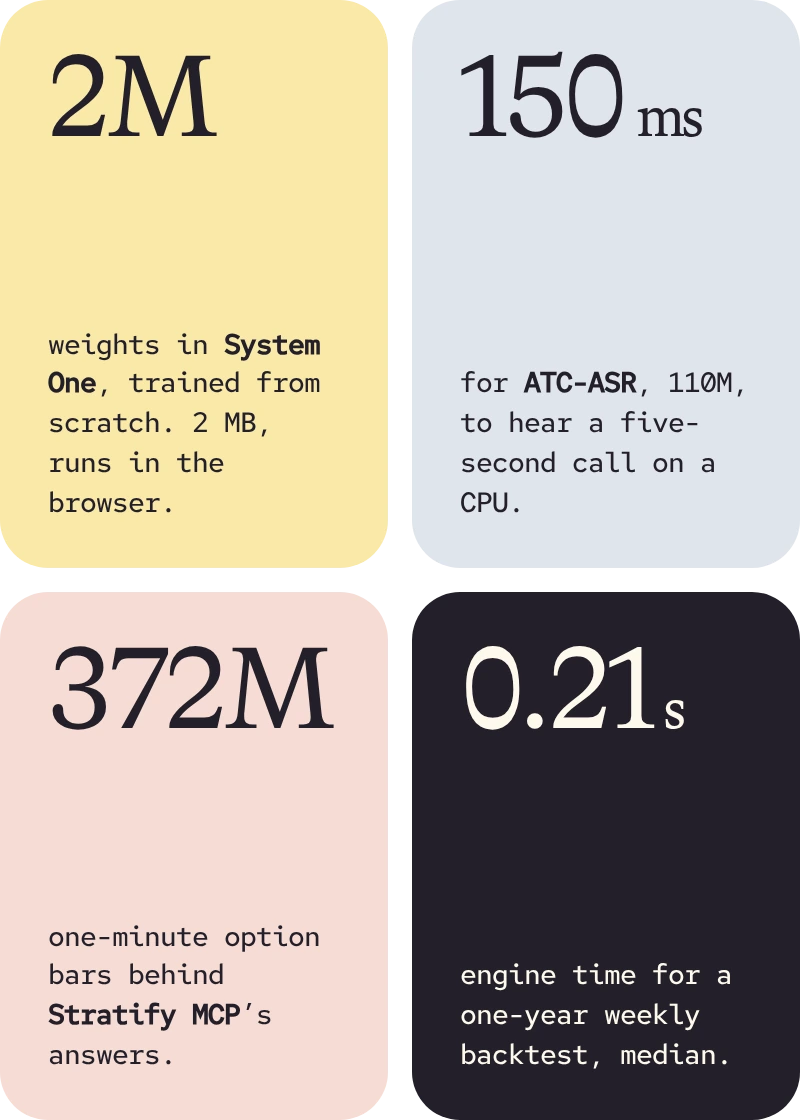 2M
weights in System
One, trained from
scratch. 2 MB,
runs in the
browser.
150 ms
for ATC-ASR, 110M,
to hear a five-
second call on a
CPU.
372M
one-minute option
bars behind
Stratify MCP’s
answers.
0.21 s
engine time for a
one-year weekly
backtest, median.